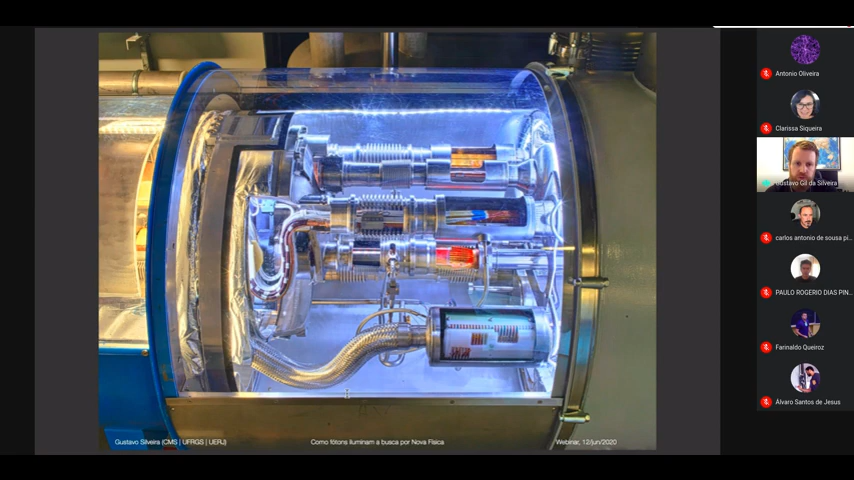 Antonio Oliveira
Clarissa Siqueira
Gustavo Gil da Silveira
carlos antonio de sousa pi...
PAULO ROGERIO DIAS PIN...
Farinaldo Queiroz
Álvaro Santos de Jesus
Gustavo Silveira (CMS | UFRGS | UERJ)
Como fótons iluminam a busca por Nova Física
Webinar, 12/jun/2020